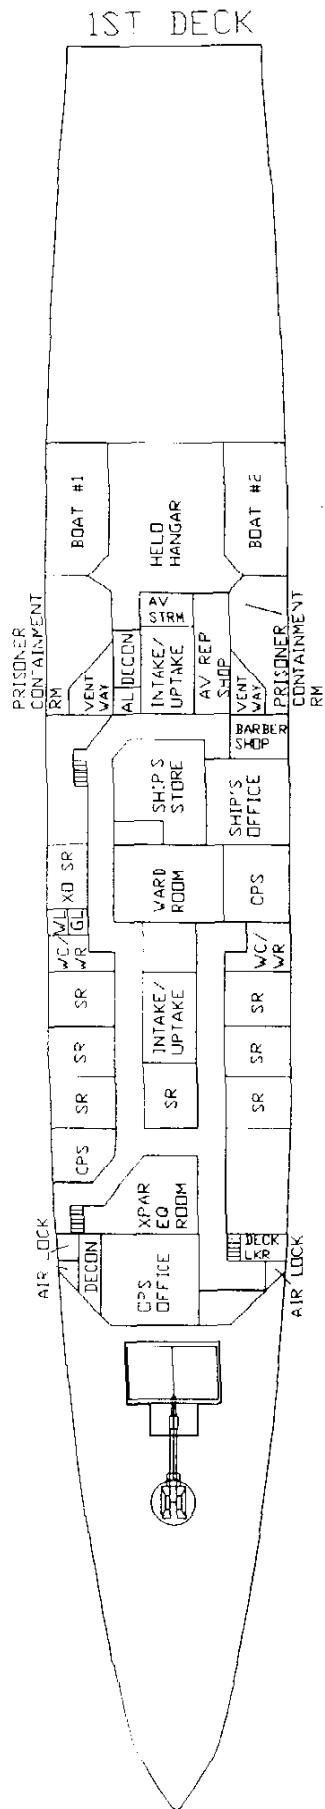 1ST DECK
BOAT #1
HELO
HANGAR
BOAT #2
PRISONER
CONTAINMENT
RM
VENT
WAY
AL
DECON
AV
STRM
INTAKE/
UPTAKE
AV REP
SHOP
VENT
WAY
PRISONER
CONTAINMENT
RM
BARBER
SHOP
SHIP'S
STORE
SHIP'S
OFFICE
XO SR
WARD
ROOM
CPS
WL
GL
WC/
WR
WC/
WR
SR
INTAKE/
UPTAKE
SR
SR
SR
SR
SR
SR
CPS
XPAR
EQ
ROOM
AIR LOCK
DECON
CPS
OFFICE
DECK
LKR
AIR LOCK